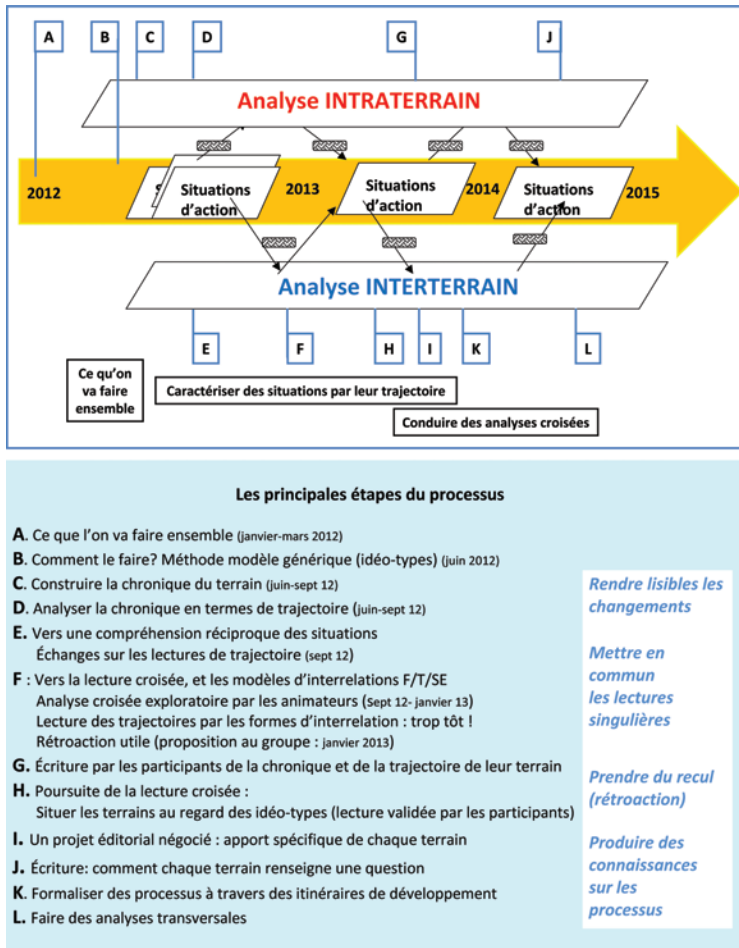 A
B
C
D
G
J
Analyse INTRATERRAIN
2012
Si
Situations
d'action
2013
Situations
d'action
2014
Situations
d'action
2015
Analyse INTERTERRAIN
E
F
H
I
K
L
Ce qu'on
va faire
ensemble
Caractériser des situations par leur trajectoire
Conduire des analyses croisées
Les principales étapes du processus
A. Ce que l'on va faire ensemble (janvier-mars 2012)
B. Comment le faire? Méthode modèle générique (idéo-types) (juin 2012)
C. Construire la chronique du terrain (juin-sept 12)
D. Analyser la chronique en termes de trajectoire (juin-sept 12)
E. Vers une compréhension réciproque des situations
Échanges sur les lectures de trajectoire (sept 12)
F : Vers la lecture croisée, et les modèles d'interrelations F/T/SE
Analyse croisée exploratoire par les animateurs (Sept 12- janvier 13)
Lecture des trajectoires par les formes d'interrelation : trop tôt !
Rétroaction utile (proposition au groupe : janvier 2013)
G. Écriture par les participants de la chronique et de la trajectoire de leur terrain
H. Poursuite de la lecture croisée :
Situer les terrains au regard des idéo-types (lecture validée par les participants)
I. Un projet éditorial négocié : apport spécifique de chaque terrain
J. Écriture: comment chaque terrain renseigne une question
K. Formaliser des processus à travers des itinéraires de développement
L. Faire des analyses transversales
Rendre lisibles les
changements
Mettre en
commun
les lectures
singulières
Prendre du recul
(rétroaction)
Produire des
connaissances
sur les
processus